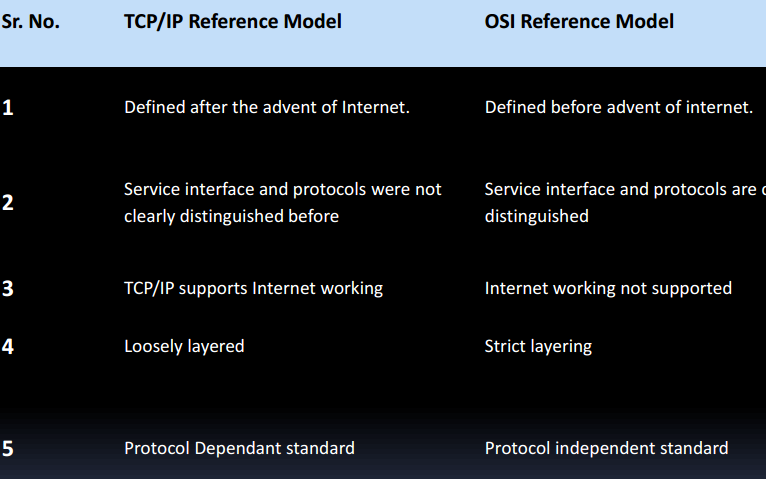 Sr. No. TCP/IP Reference Model OSI Reference Model
1 Defined after the advent of Internet. Defined before advent of internet.
Service interface and protocols were not Service interface and protocols are
2
clearly distinguished before distinguished
3 TCP/IP supports Internet working Internet working not supported
4 Loosely layered Strict layering
5 Protocol Dependant standard Protocol independent standard